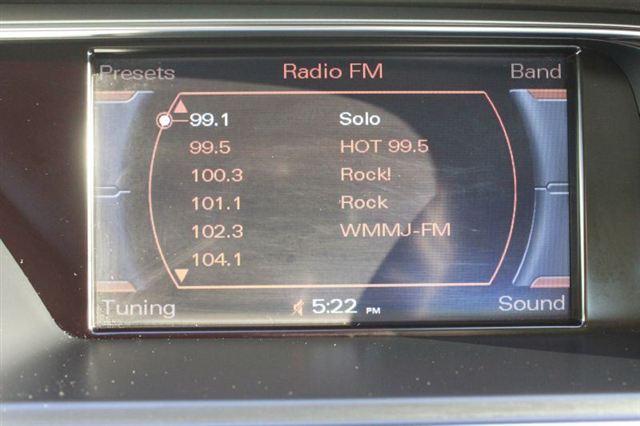 Presets Radio FM Band
99.1 Solo
99.5 HOT 99.5
100.3 Rock!
101.1 Rock
102.3 WMMJ-FM
104.1
Tuning 5:22 PM Sound